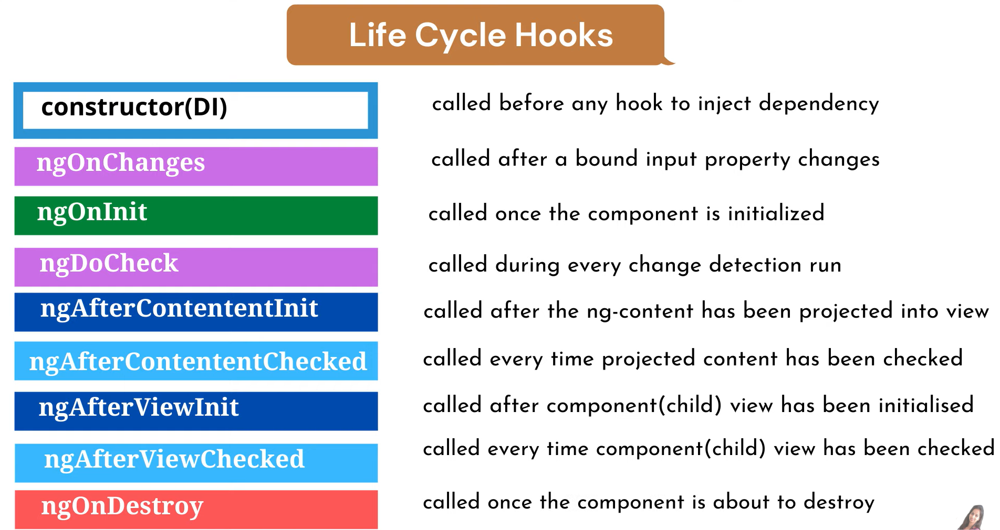 Life Cycle Hooks
constructor(DI)
called before any hook to inject dependency
ngOnChanges
called after a bound input property changes
ngOnInit
called once the component is initialized
ngDoCheck
called during every change detection run
ngAfterContententInit
called after the ng-content has been projected into view
ngAfterContententChecked
called every time projected content has been checked
ngAfterViewInit
called after component(child) view has been initialised
ngAfterViewChecked
called every time component(child) view has been checked
ngOnDestroy
called once the component is about to destroy